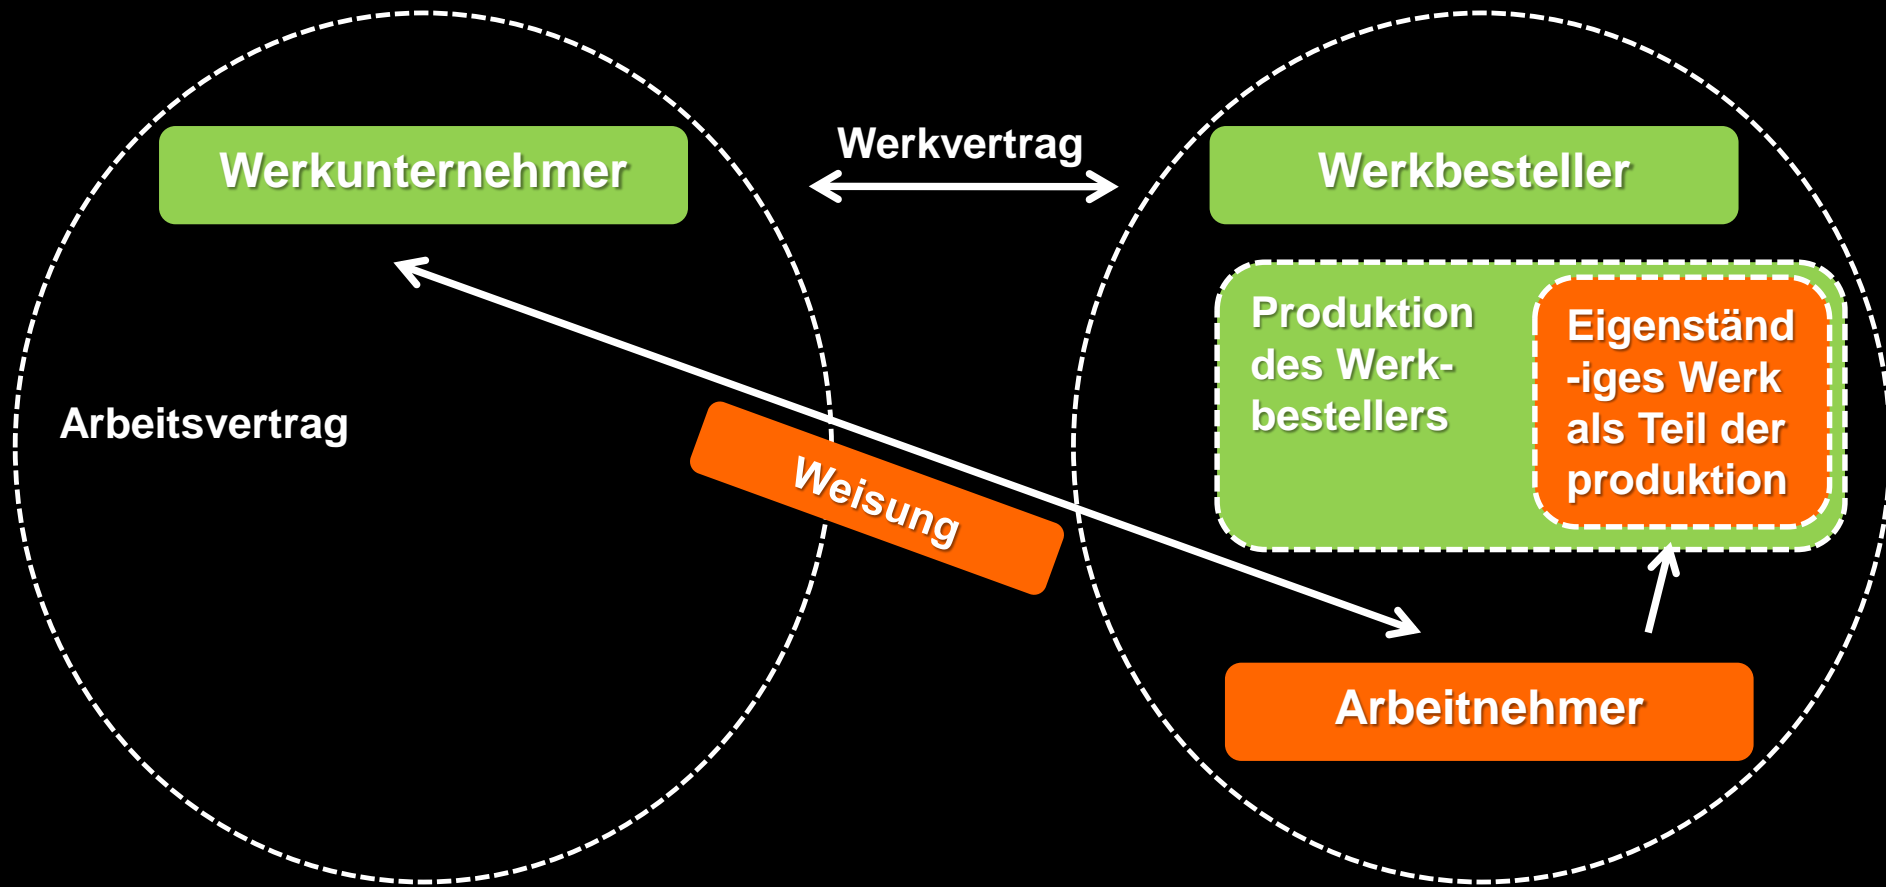 Werkunternehmer
Werkvertrag
Werkbesteller
Produktion
des Werk-
bestellers
Eigenständ
-iges Werk
als Teil der
produktion
Arbeitsvertrag
Weisung
Arbeitnehmer